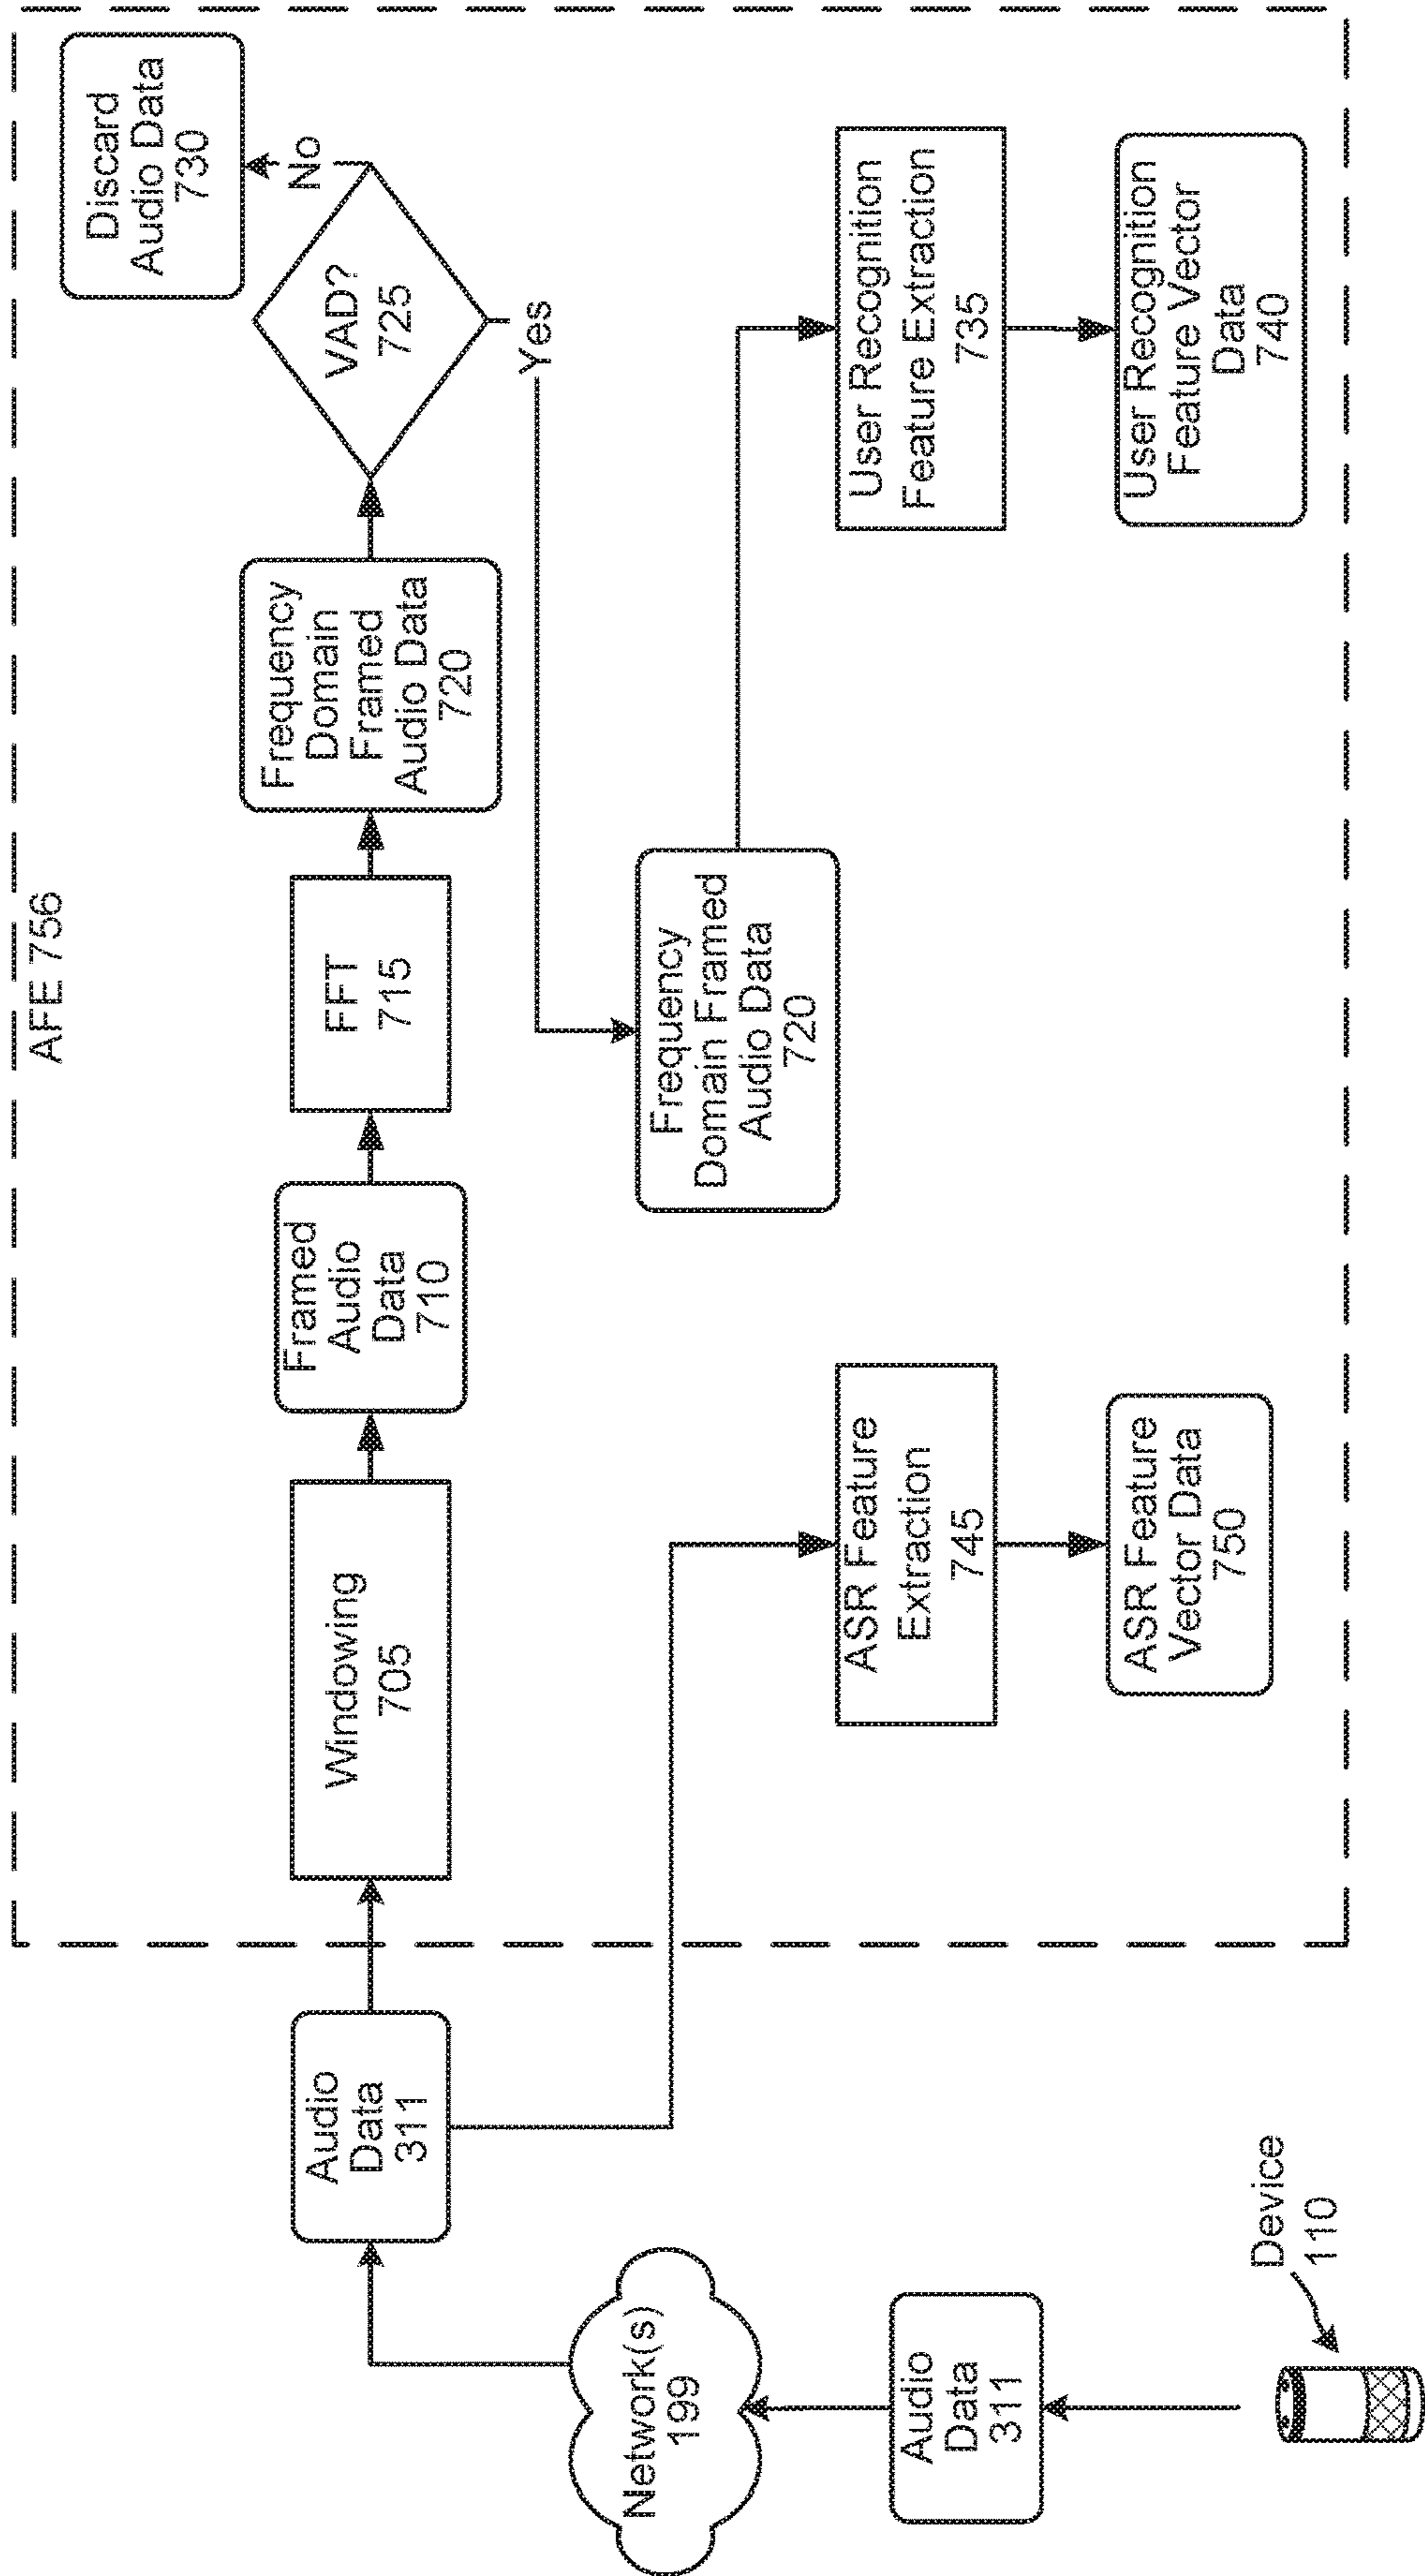 AFE 756
Device
110
Audio
Data
311
Network(s)
199
Audio
Data
311
Windowing
705
Framed
Audio
Data
710
FFT
715
Frequency
Domain
Framed
Audio Data
720
VAD?
725
No
Discard
Audio Data
730
Yes
Frequency
Domain Framed
Audio Data
720
User Recognition
Feature Extraction
735
User Recognition
Feature Vector
Data
740
ASR Feature
Extraction
745
ASR Feature
Vector Data
750